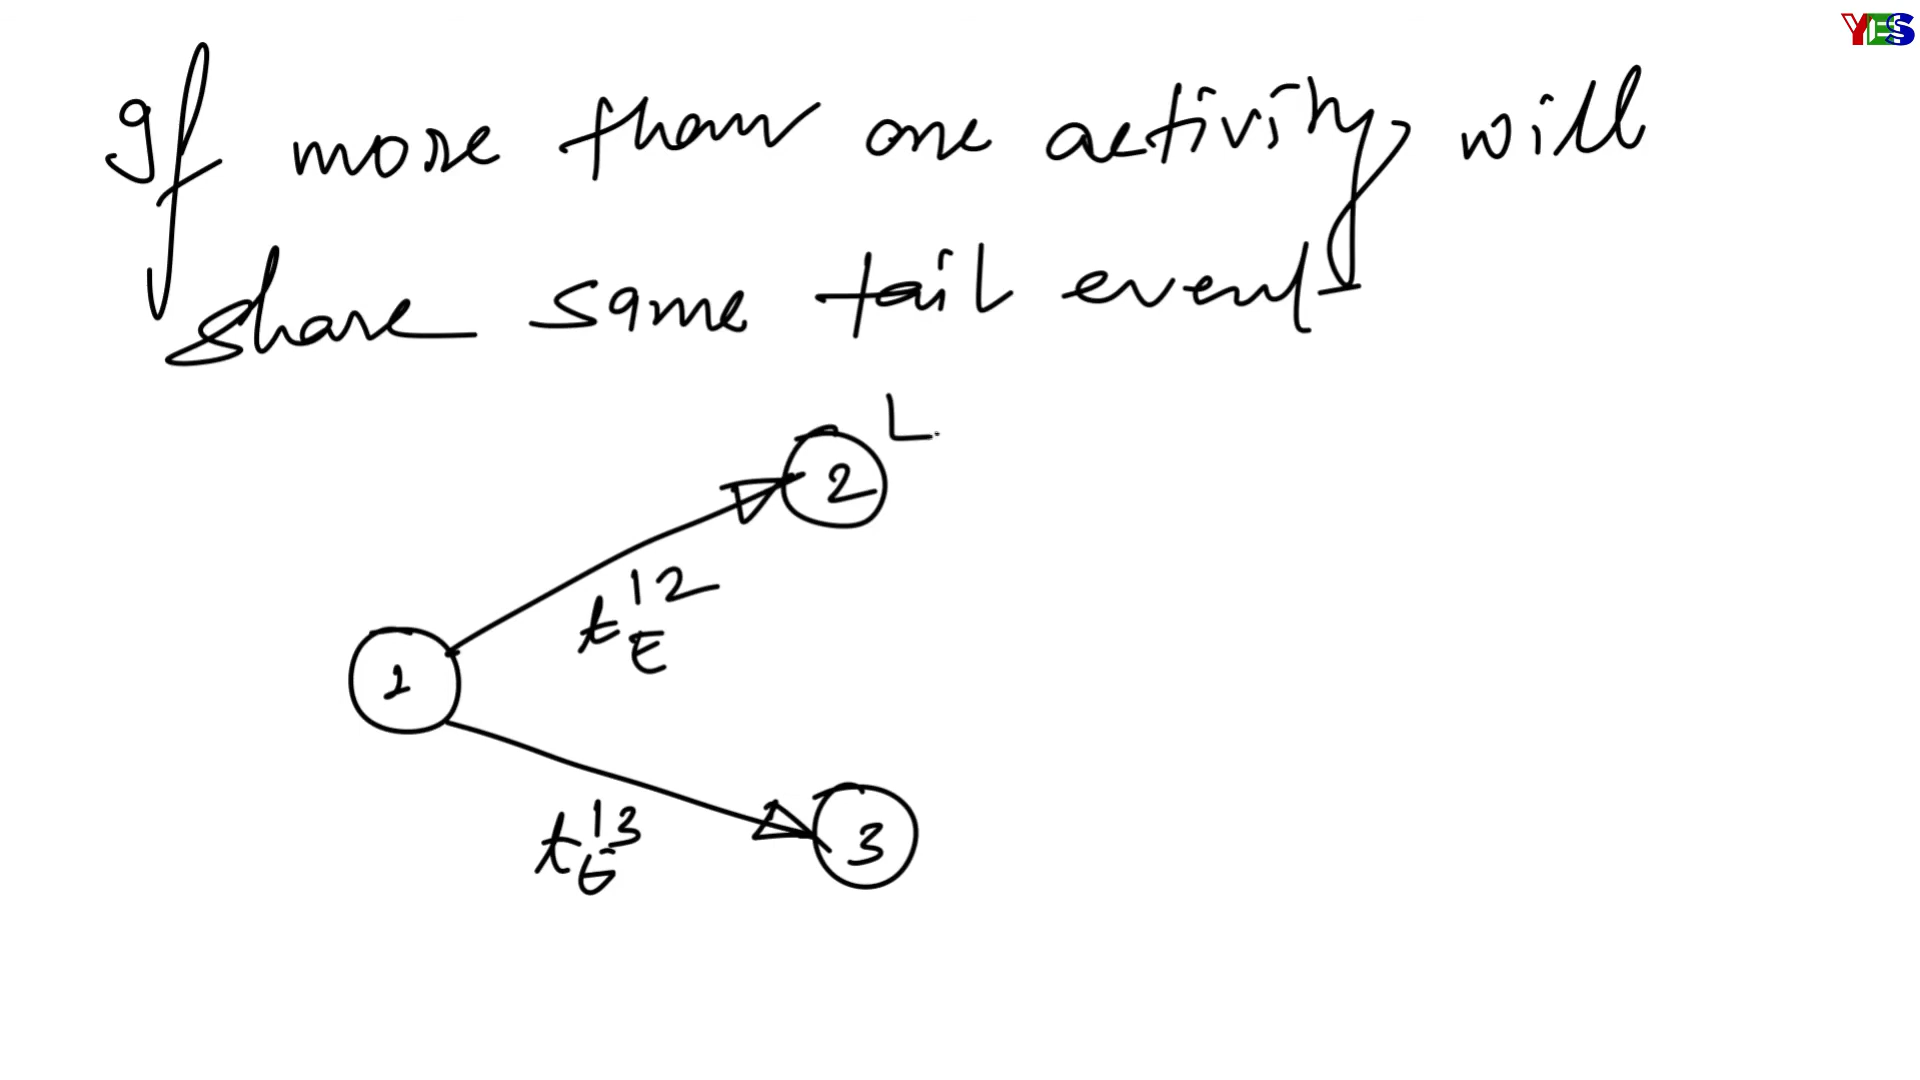 YES
If more than one activity will
share same tail event
L
2
t_E^12
1
t_E^13
3